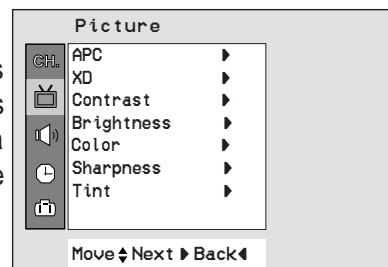 Picture
CH.
APC
XD
Contrast
Brightness
Color
Sharpness
Tint
Move Next Back